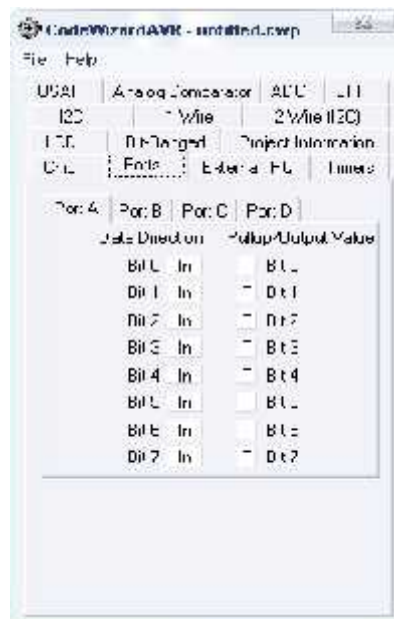 CodeWizardAVR - untitled.cwp
File Help
Analog Comparator
I2C 1 Wire 2 Wire (I2C)
Bit-Banged Project Information
Chip Ports External IRQ Timers
Port A Port B Port C Port D
Data Direction Pullup/Output Value
Bit 0 In Bit 0
Bit 1 In T Bit 1
Bit 2 In T Bit 2
Bit 3 In T Bit 3
Bit 4 In T Bit 4
Bit 5 In T Bit 5
Bit 6 In T Bit 6
Bit 7 In T Bit 7